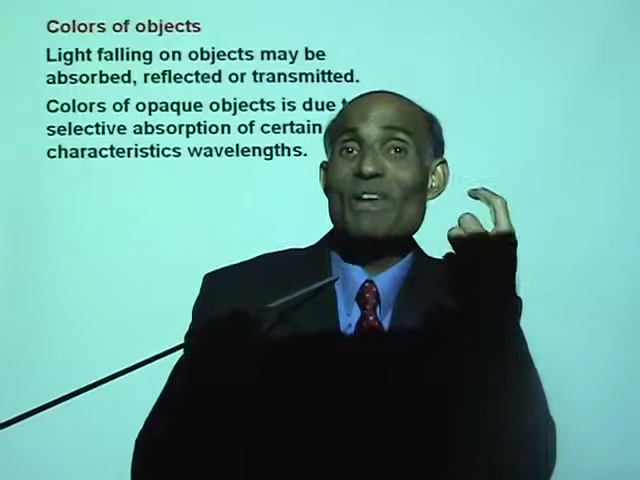 Colors of objects
Light falling on objects may be
absorbed, reflected or transmitted.
Colors of opaque objects is due
selective absorption of certain
characteristics wavelengths.